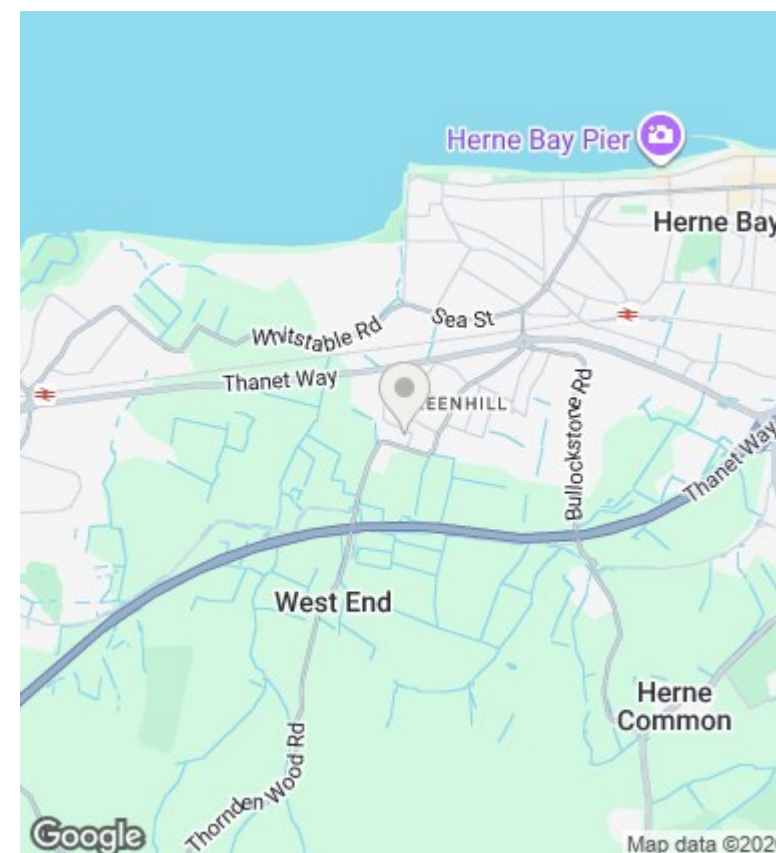 Herne Bay Pier
Herne Bay
Sea St
Whitstable Rd
Thanet Way
EENHILL
Bullockstone Rd
Thanet Way
West End
Herne
Common
Thornden Wood Rd
Google
Map data ©202